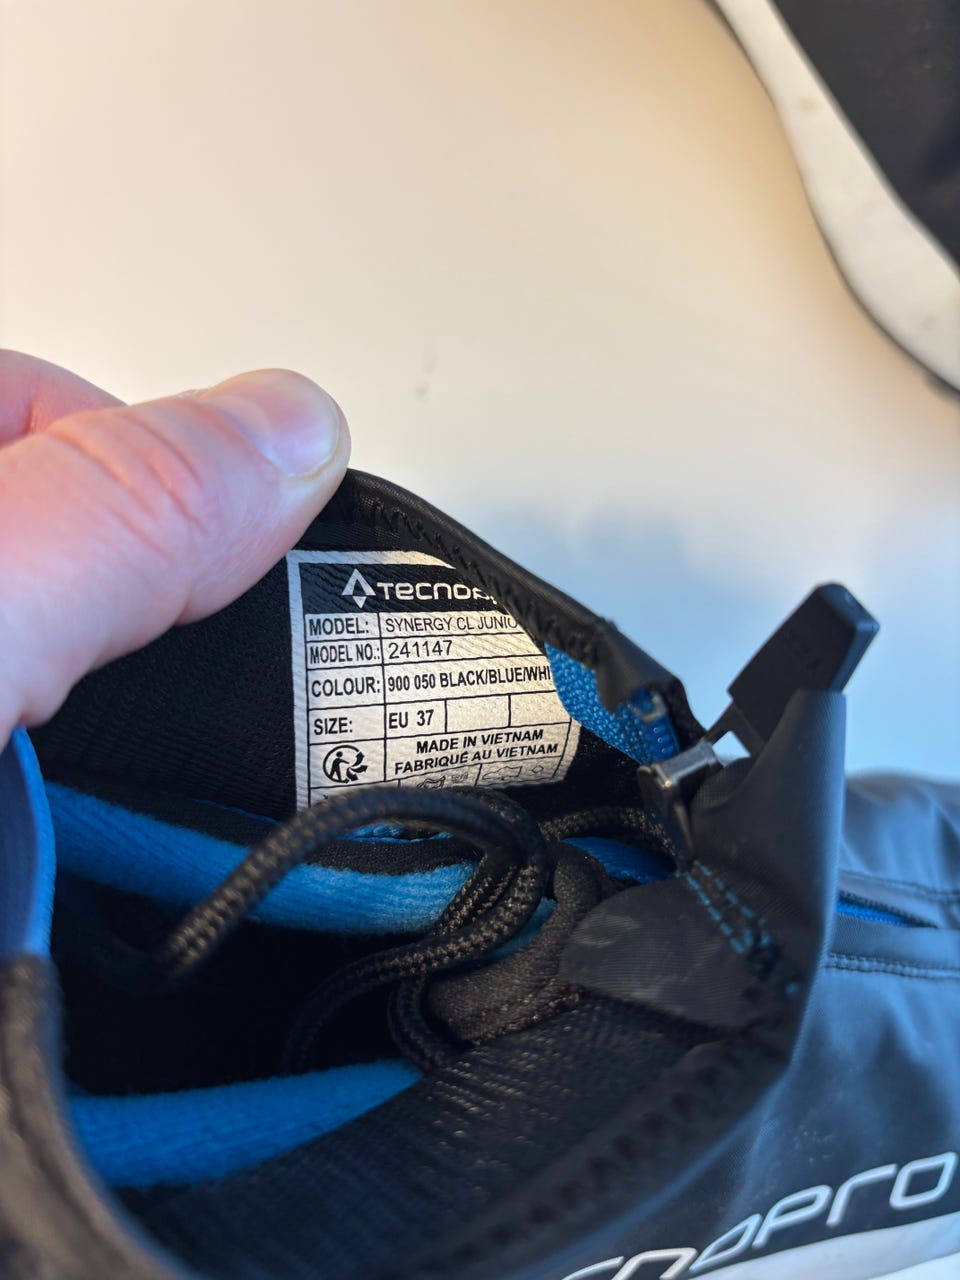 TECNOP
MODEL: SYNERGY CL JUNIO
MODEL NO.: 241147
COLOUR: 900 050 BLACK/BLUE/WHI
SIZE: EU 37
MADE IN VIETNAM
FABRIQUÉ AU VIETNAM
cnopro